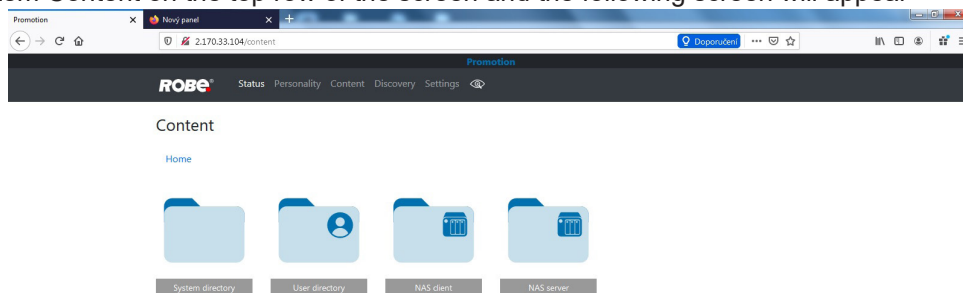 Content on the top row of the screen and the following screen will appear
Promotion
Nový panel
2.170.33.104/content
Doporučení
Promotion
ROBe® Status Personality Content Discovery Settings
Content
Home
System directory User directory NAS client NAS server